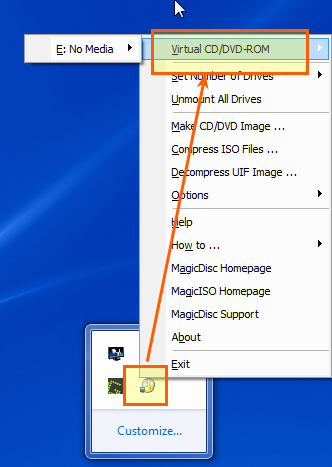 E: No Media
Virtual CD/DVD-ROM
Set Number of Drives
Unmount All Drives
Make CD/DVD Image ...
Compress ISO Files ...
Decompress UIF Image ...
Options
Help
How to ...
MagicDisc Homepage
MagicISO Homepage
MagicDisc Support
About
Exit
Customize...